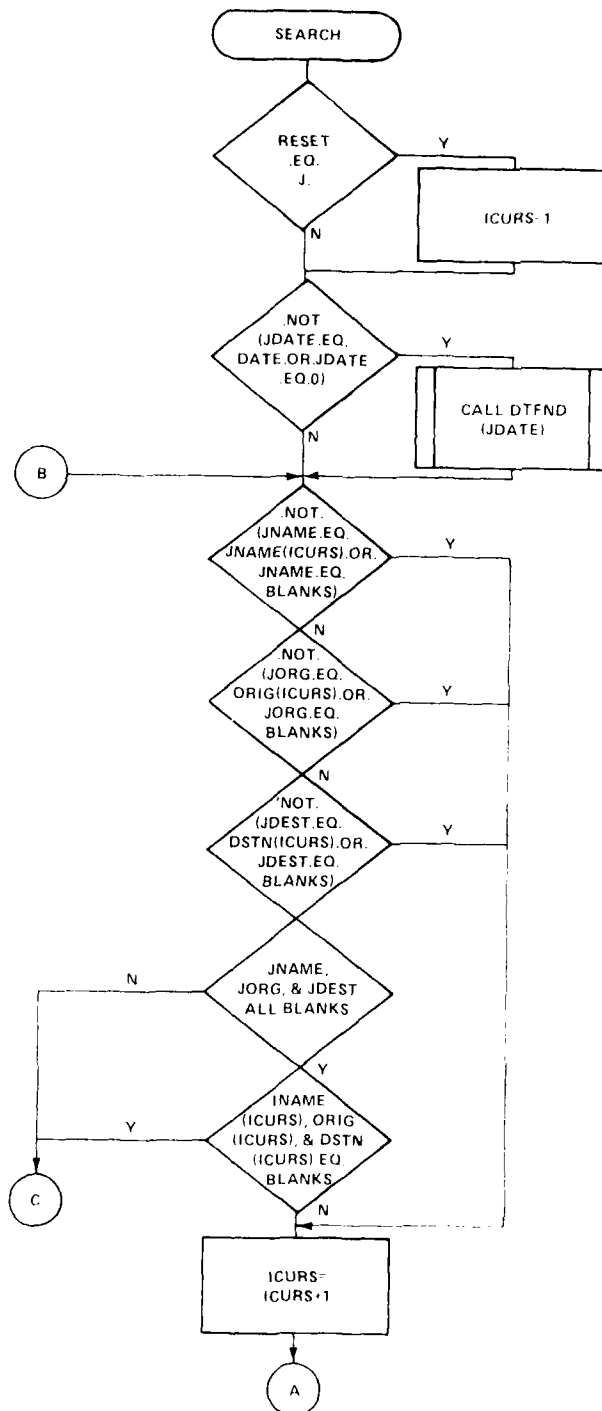 SEARCH
RESET
.EQ.
J.
Y
ICURS-1
N
.NOT
(JDATE.EQ.
DATE.OR.JDATE
.EQ.0)
Y
CALL DTFND
(JDATE)
N
B
.NOT.
(JNAME.EQ.
JNAME(ICURS).OR.
JNAME.EQ.
BLANKS)
Y
N
.NOT.
(JORG.EQ.
ORIG(ICURS).OR.
JORG.EQ.
BLANKS)
Y
N
'NOT.
(JDEST.EQ.
DSTN(ICURS).OR.
JDEST.EQ.
BLANKS)
Y
N
JNAME,
JORG, & JDEST
ALL BLANKS
Y
INAME
(ICURS), ORIG
(ICURS), & DSTN
(ICURS) EQ.
BLANKS
Y
C
N
ICURS=
ICURS+1
A